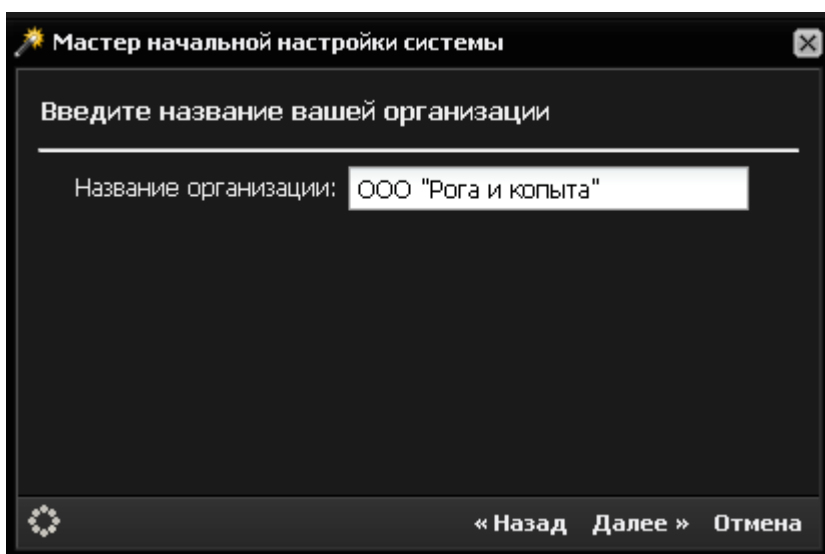 Мастер начальной настройки системы
Введите название вашей организации
Название организации: ООО "Рога и копыта"
« Назад Далее » Отмена